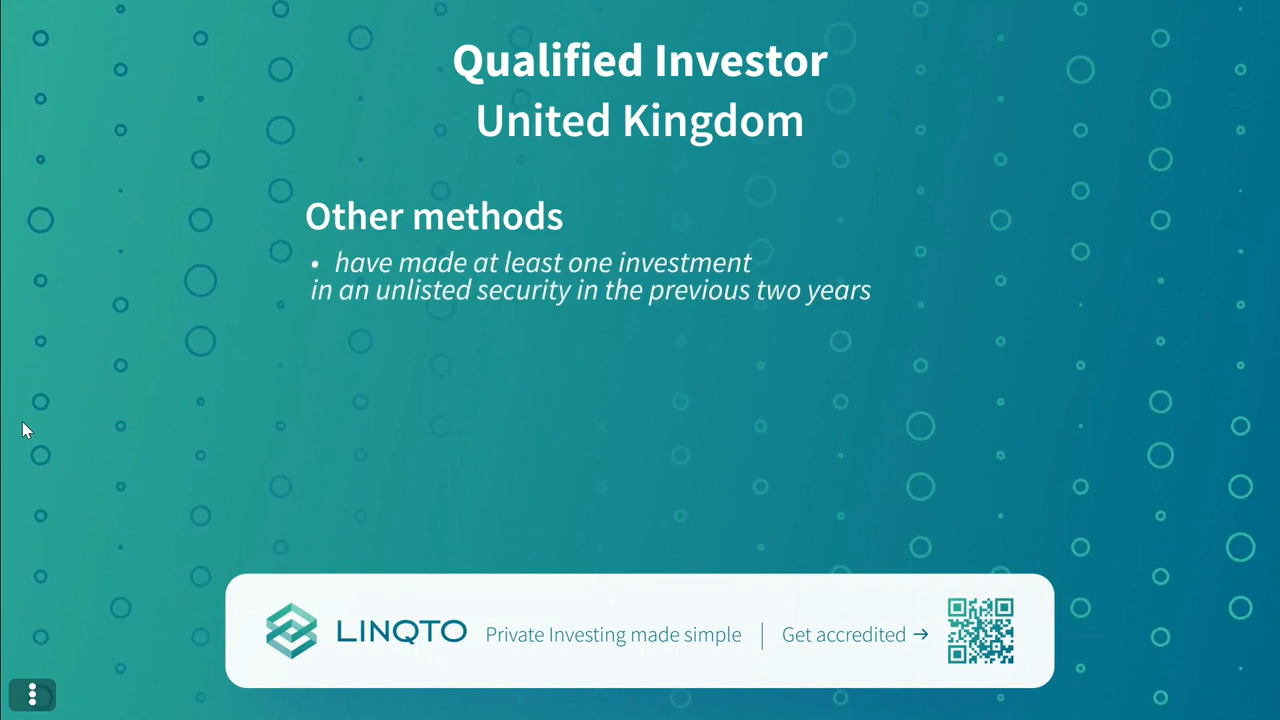 Qualified Investor
United Kingdom
Other methods
• have made at least one investment
in an unlisted security in the previous two years
LINQTO Private Investing made simple | Get accredited →